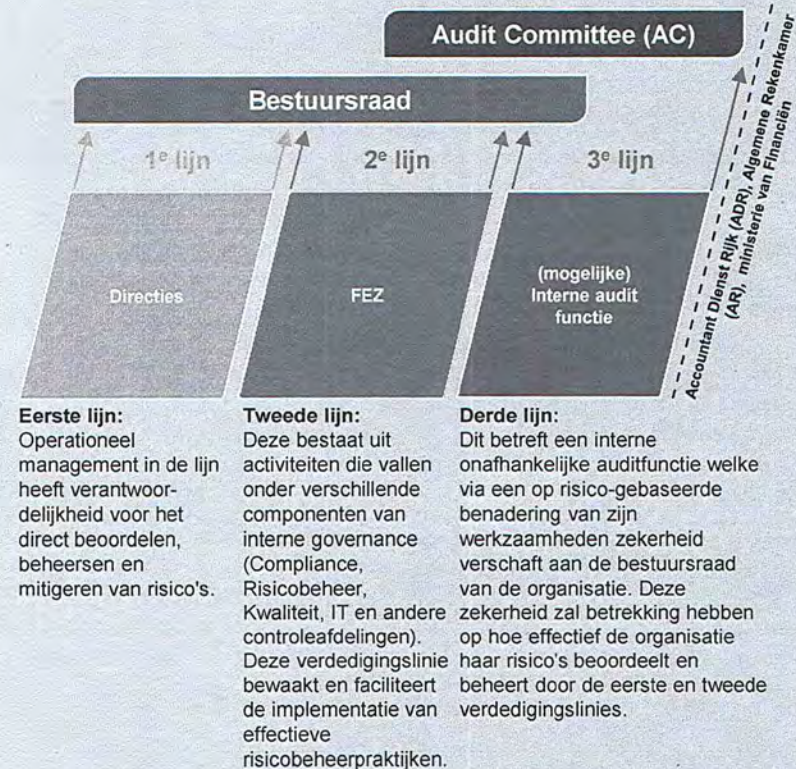 Audit Committee (AC)
Bestuursraad
1e lijn
2e lijn
3e lijn
Directies
FEZ
(mogelijke)
Interne audit
functie
Accountant Dienst Rijk (ADR), Algemene Rekenkamer
(AR), ministerie van Financiën
Eerste lijn:
Operationeel
management in de lijn
heeft verantwoor-
delijkheid voor het
direct beoordelen,
beheersen en
mitigeren van risico's.
Tweede lijn:
Deze bestaat uit
activiteiten die vallen
onder verschillende
componenten van
interne governance
(Compliance,
Risicobeheer,
Kwaliteit, IT en andere
controleafdelingen).
Deze verdedigingslinie
bewaakt en faciliteert
de implementatie van
effectieve
risicobeheerpraktijken.
Derde lijn:
Dit betreft een interne
onafhankelijke auditfunctie welke
via een op risico-gebaseerde
benadering van zijn
werkzaamheden zekerheid
verschaft aan de bestuursraad
van de organisatie. Deze
zekerheid zal betrekking hebben
op hoe effectief de organisatie
haar risico's beoordeelt en
beheert door de eerste en tweede
verdedigingslinies.